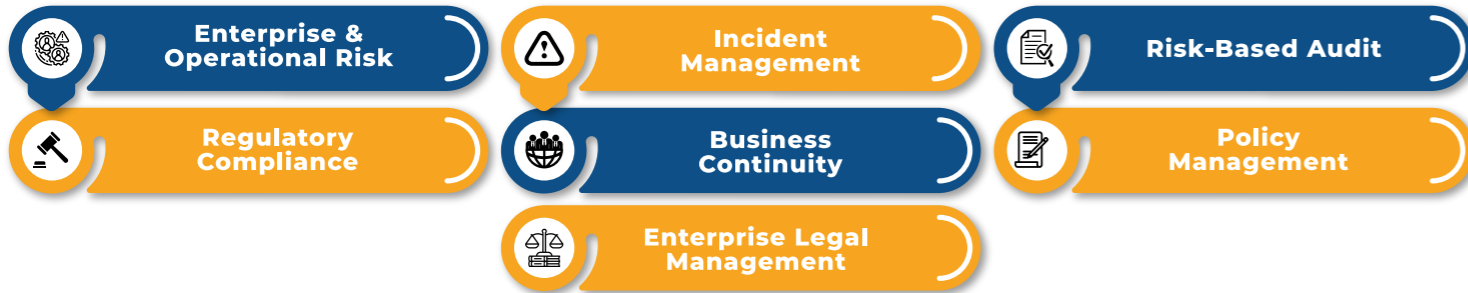 Enterprise &
Operational Risk
Incident
Management
Risk-Based Audit
Regulatory
Compliance
Business
Continuity
Policy
Management
Enterprise Legal
Management